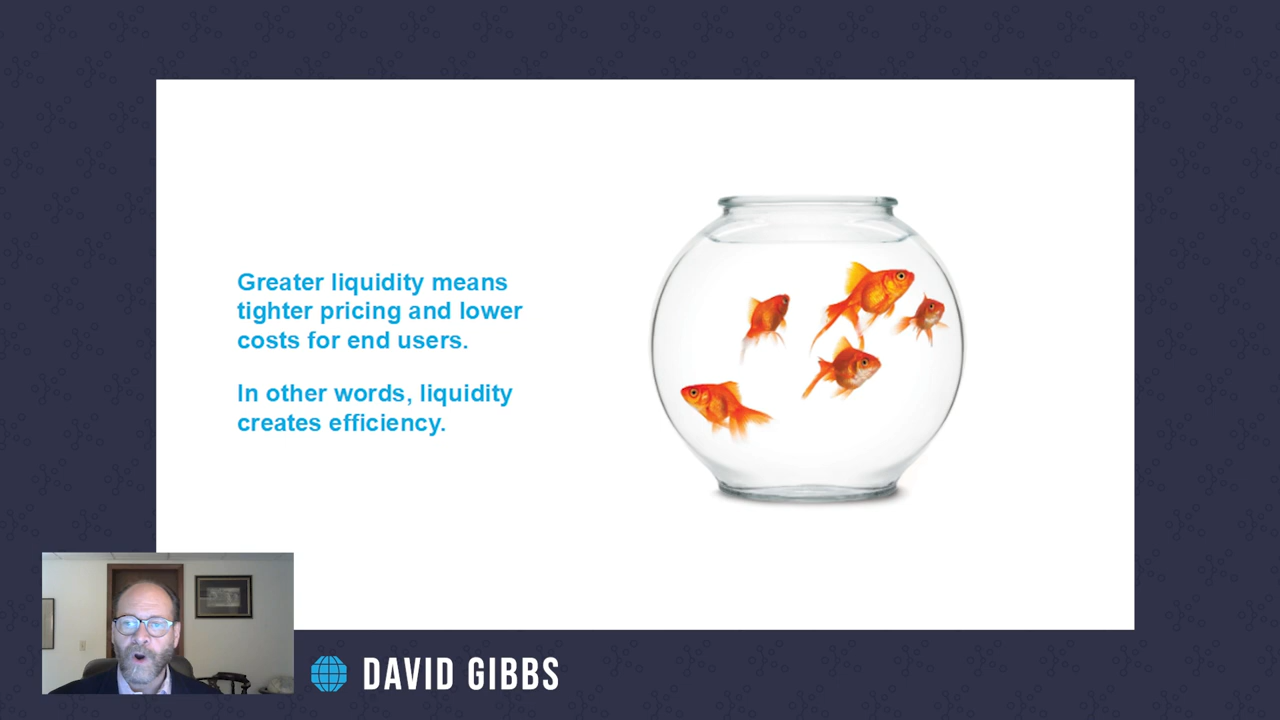 Greater liquidity means
tighter pricing and lower
costs for end users.
In other words, liquidity
creates efficiency.
DAVID GIBBS